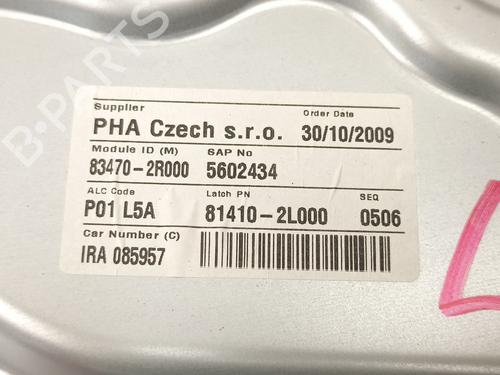 Supplier Order Date
PHA Czech s.r.o. 30/10/2009
Module ID (M) SAP No
83470-2R000 5602434
ALC Code Latch PN SEQ
P01 L5A 81410-2L000 0506
Car Number (C)
IRA 085957
B-PARTS